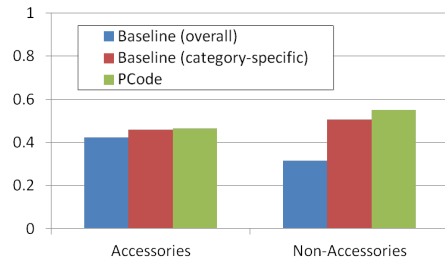 1
0.8
0.6
0.4
0.2
0
Baseline (overall)
Baseline (category-specific)
PCode
Accessories
Non-Accessories